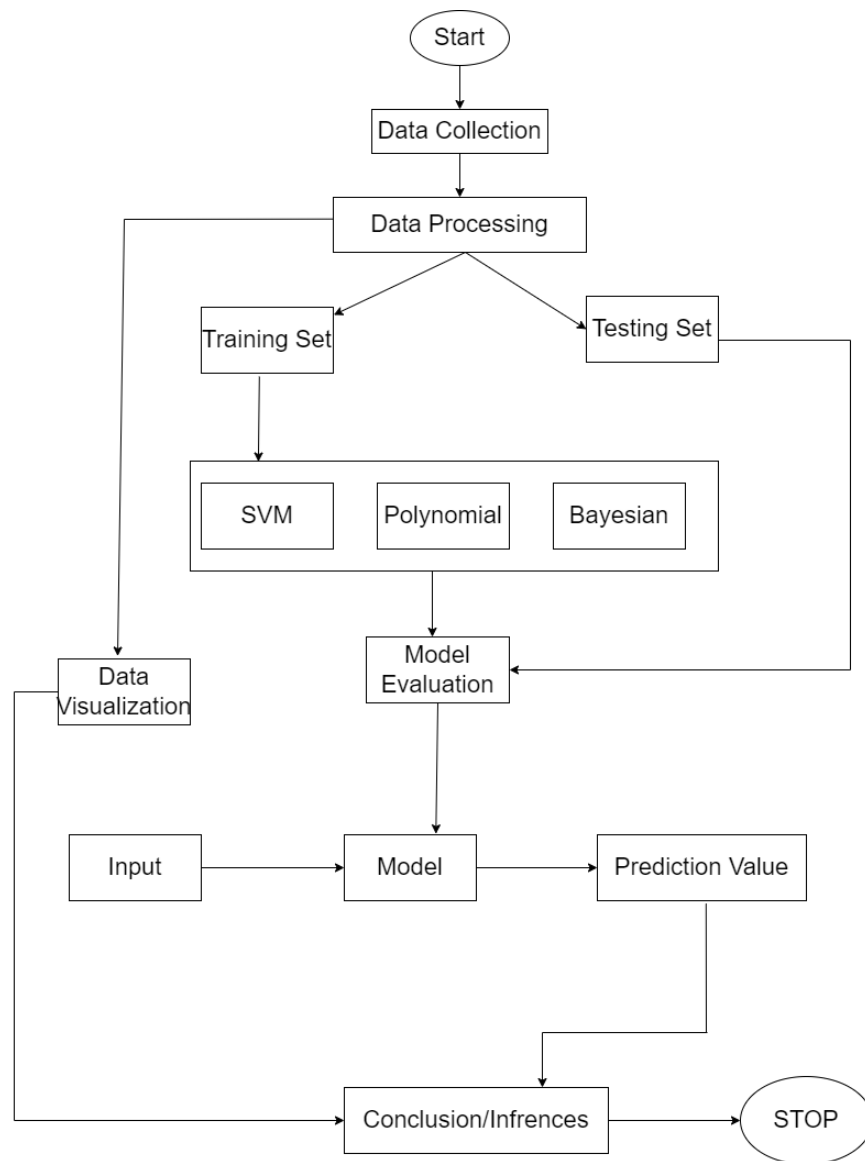 Start
Data Collection
Data Processing
Training Set
Testing Set
SVM
Polynomial
Bayesian
Data
Visualization
Model
Evaluation
Input
Model
Prediction Value
Conclusion/Infrences
STOP